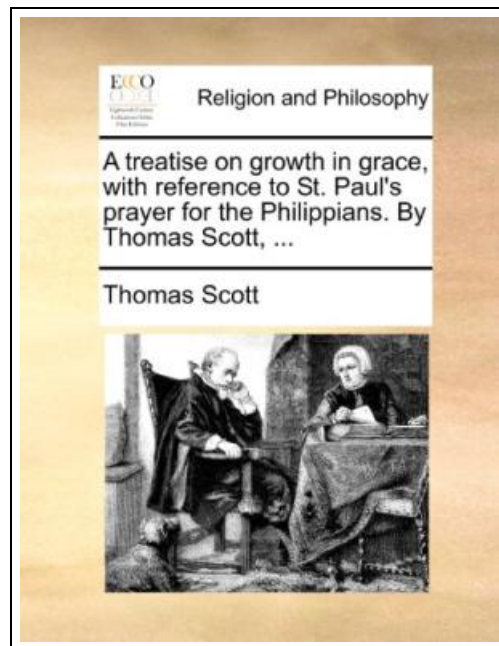 ECCO
Religion and Philosophy
A treatise on growth in grace,
with reference to St. Paul's
prayer for the Philippians. By
Thomas Scott, ...
Thomas Scott